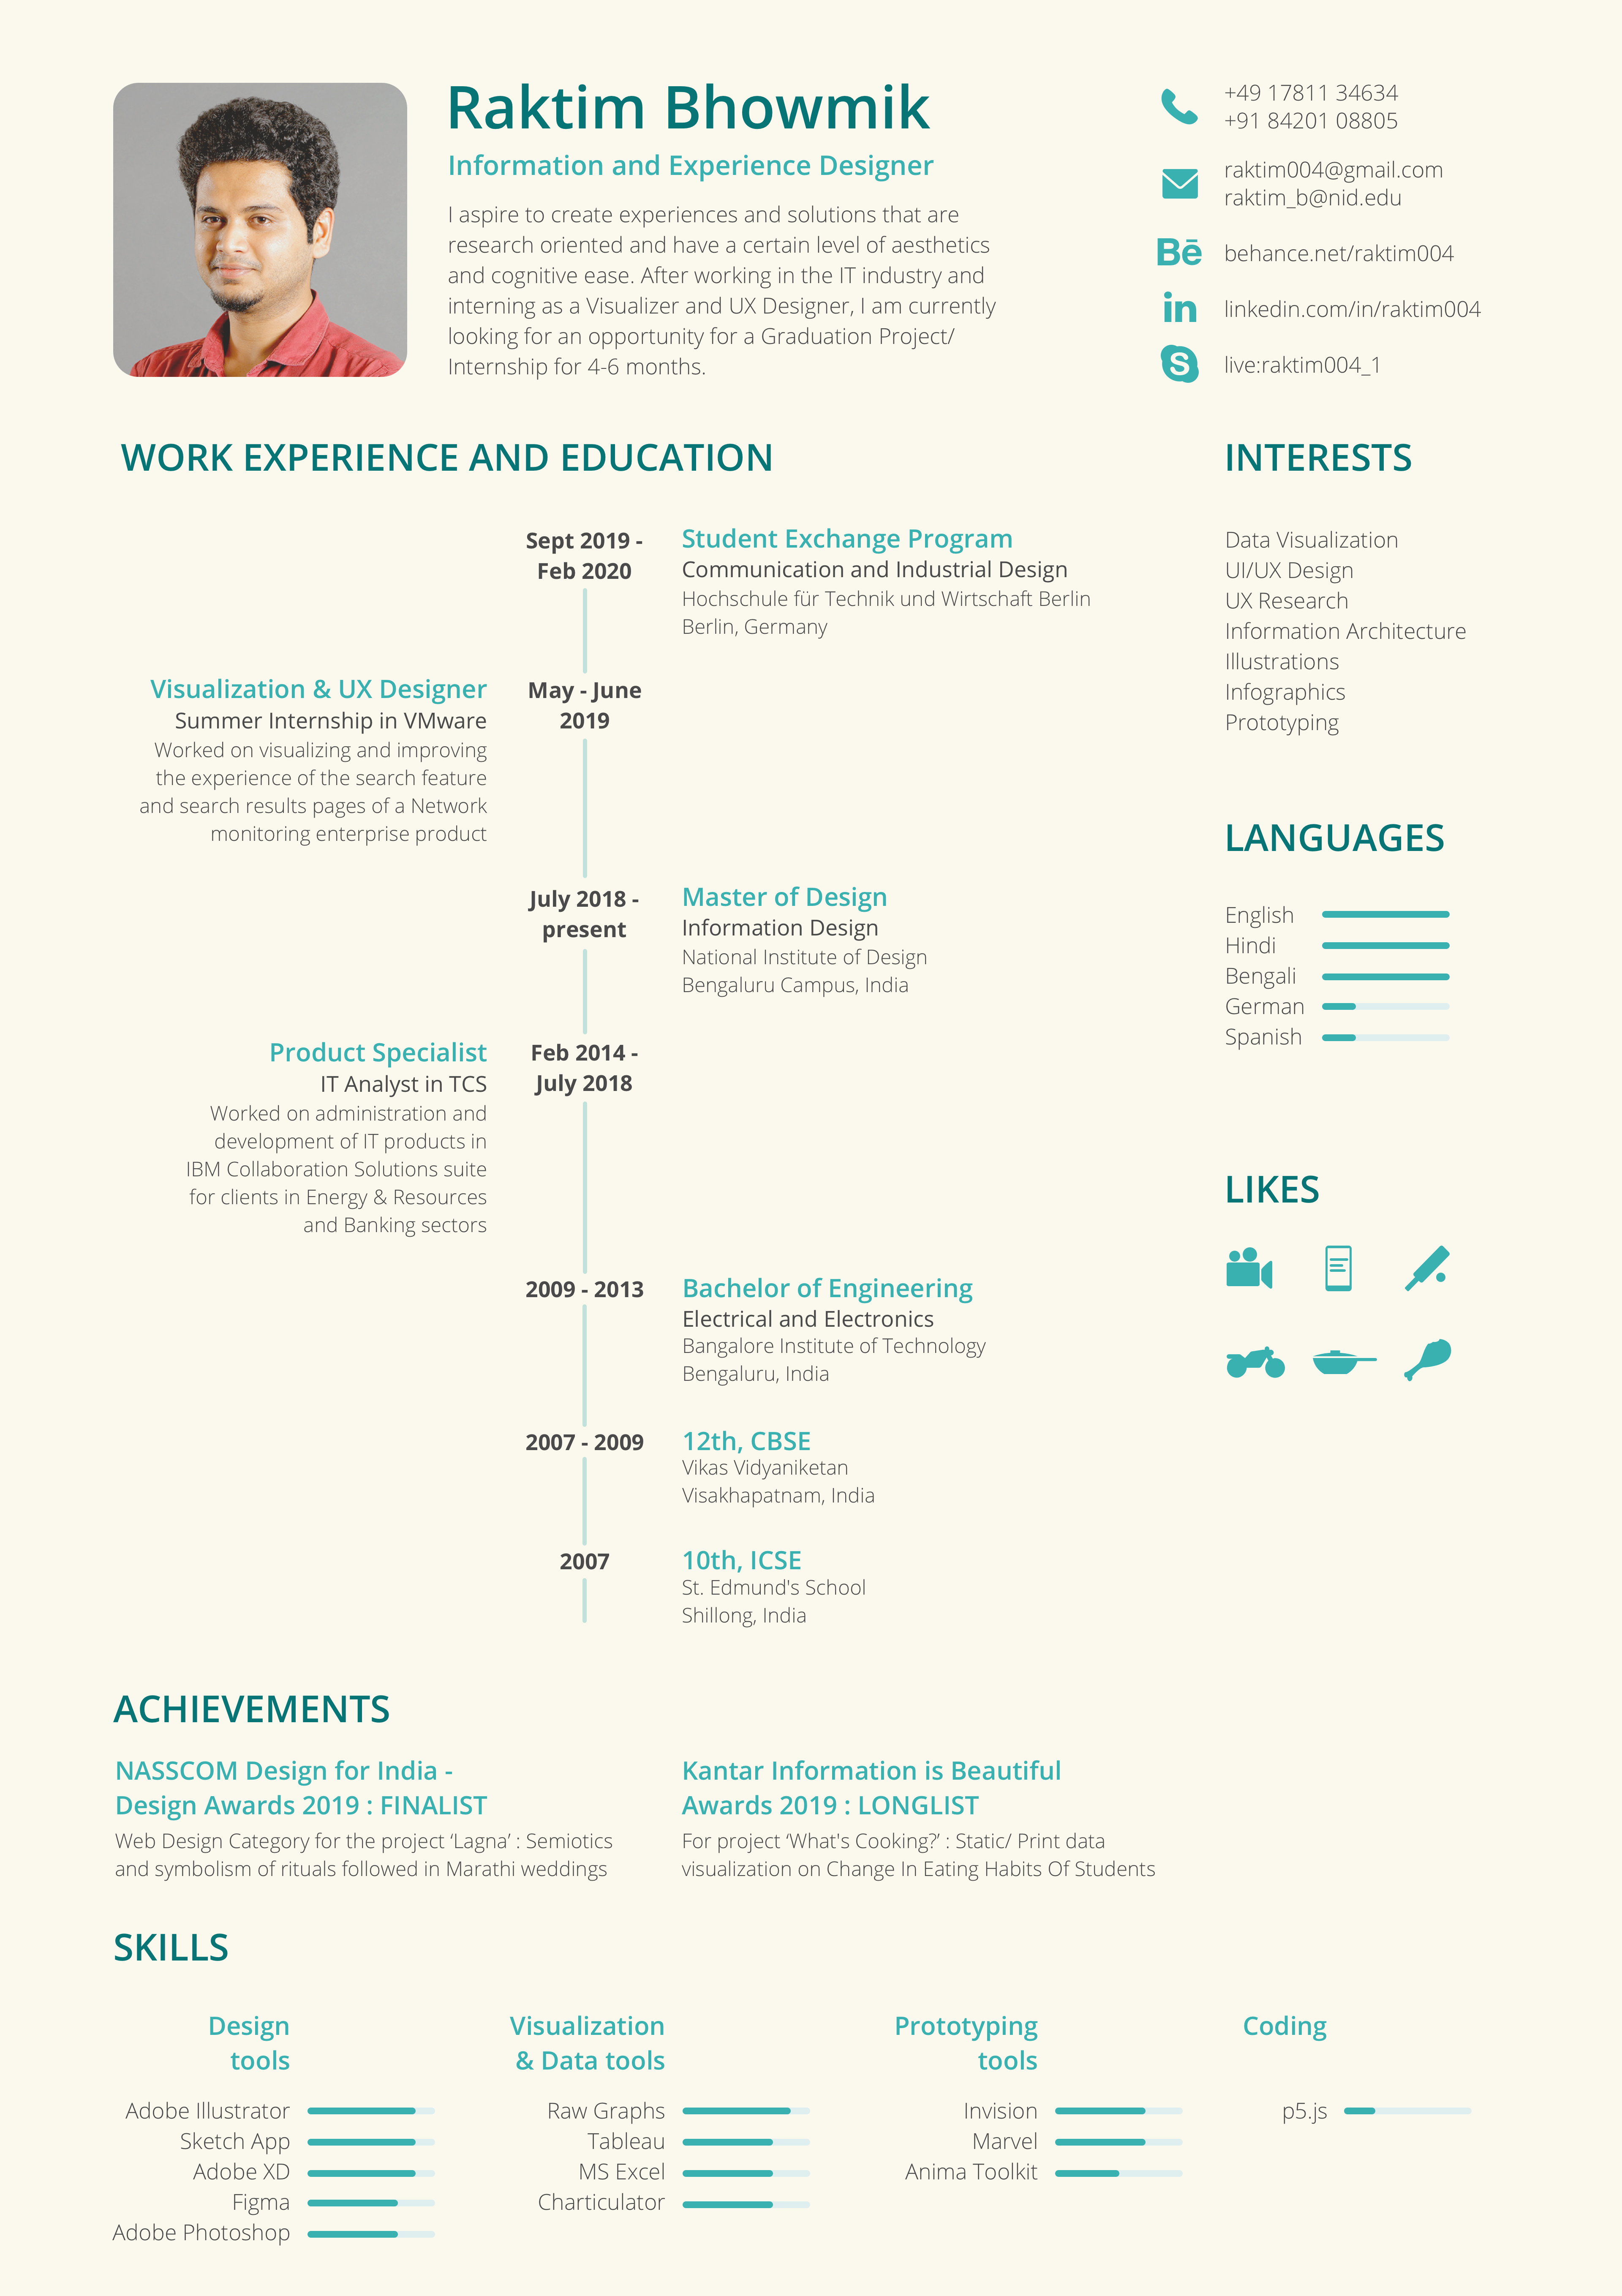 Raktim Bhowmik
Information and Experience Designer
I aspire to create experiences and solutions that are
research oriented and have a certain level of aesthetics
and cognitive ease. After working in the IT industry and
interning as a Visualizer and UX Designer, I am currently
looking for an opportunity for a Graduation Project/
Internship for 4-6 months.
+49 17811 34634
+91 84201 08805
raktim004@gmail.com
raktim_b@nid.edu
Bē behance.net/raktim004
in linkedin.com/in/raktim004
S live:raktim004_1
WORK EXPERIENCE AND EDUCATION
Sept 2019 -
Feb 2020
Student Exchange Program
Communication and Industrial Design
Hochschule für Technik und Wirtschaft Berlin
Berlin, Germany
Visualization & UX Designer
Summer Internship in VMware
Worked on visualizing and improving
the experience of the search feature
and search results pages of a Network
monitoring enterprise product
May - June
2019
July 2018 -
present
Master of Design
Information Design
National Institute of Design
Bengaluru Campus, India
Product Specialist
IT Analyst in TCS
Worked on administration and
development of IT products in
IBM Collaboration Solutions suite
for clients in Energy & Resources
and Banking sectors
Feb 2014 -
July 2018
2009 - 2013
Bachelor of Engineering
Electrical and Electronics
Bangalore Institute of Technology
Bengaluru, India
2007 - 2009
12th, CBSE
Vikas Vidyaniketan
Visakhapatnam, India
2007
10th, ICSE
St. Edmund's School
Shillong, India
INTERESTS
Data Visualization
UI/UX Design
UX Research
Information Architecture
Illustrations
Infographics
Prototyping
LANGUAGES
English
Hindi
Bengali
German
Spanish
LIKES
ACHIEVEMENTS
NASSCOM Design for India -
Design Awards 2019 : FINALIST
Web Design Category for the project ‘Lagna’ : Semiotics
and symbolism of rituals followed in Marathi weddings
Kantar Information is Beautiful
Awards 2019 : LONGLIST
For project ‘What's Cooking?’ : Static/ Print data
visualization on Change In Eating Habits Of Students
SKILLS
Design
tools
Adobe Illustrator
Sketch App
Adobe XD
Figma
Adobe Photoshop
Visualization
& Data tools
Raw Graphs
Tableau
MS Excel
Charticulator
Prototyping
tools
Invision
Marvel
Anima Toolkit
Coding
p5.js